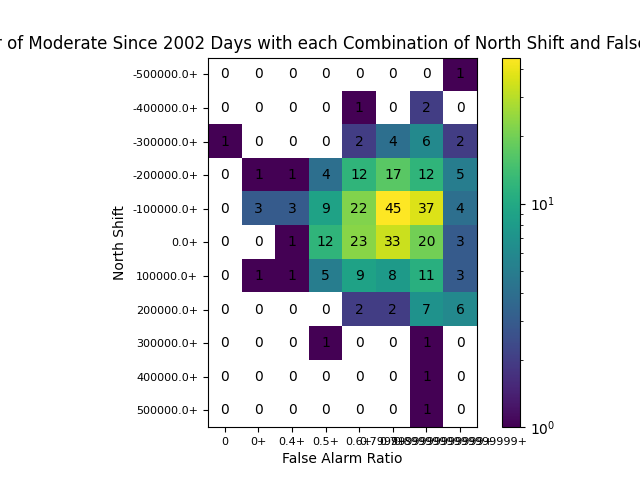 r of Moderate Since 2002 Days with each Combination of North Shift and False
-500000.0+ 0 0 0 0 0 0 0 1
-400000.0+ 0 0 0 0 1 0 2 0
-300000.0+ 1 0 0 0 2 4 6 2
-200000.0+ 0 1 1 4 12 17 12 5
-100000.0+ 0 3 3 9 22 45 37 4
0.0+ 0 0 1 12 23 33 20 3
100000.0+ 0 1 1 5 9 8 11 3
200000.0+ 0 0 0 0 2 2 7 6
300000.0+ 0 0 0 1 0 0 1 0
400000.0+ 0 0 0 0 0 0 1 0
500000.0+ 0 0 0 0 0 0 1 0
North Shift
0 0+ 0.4+ 0.5+ 0.6+
False Alarm Ratio
10¹
10⁰